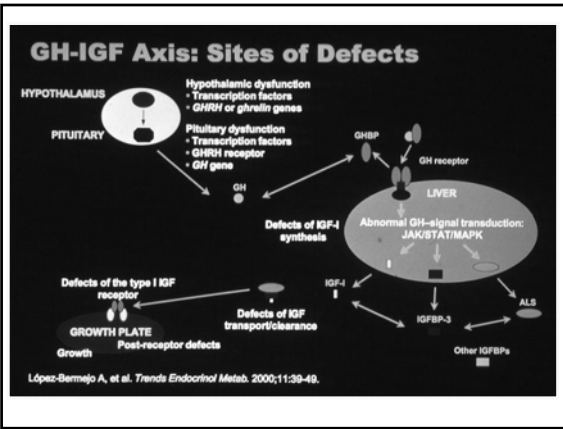 GH-IGF Axis: Sites of Defects
HYPOTHALAMUS
PITUITARY
Hypothalamic dysfunction
• Transcription factors
• GHRH or ghrelin genes
Pituitary dysfunction
• Transcription factors
• GHRH receptor
• GH gene
GH
GHBP
GH receptor
LIVER
Abnormal GH–signal transduction:
JAK/STAT/MAPK
Defects of IGF-I
synthesis
IGF-I
IGFBP-3
ALS
Other IGFBPs
Defects of the type I IGF
receptor
Defects of IGF
transport/clearance
GROWTH PLATE
Post-receptor defects
Growth
López-Bermejo A, et al. Trends Endocrinol Metab. 2000;11:39-49.